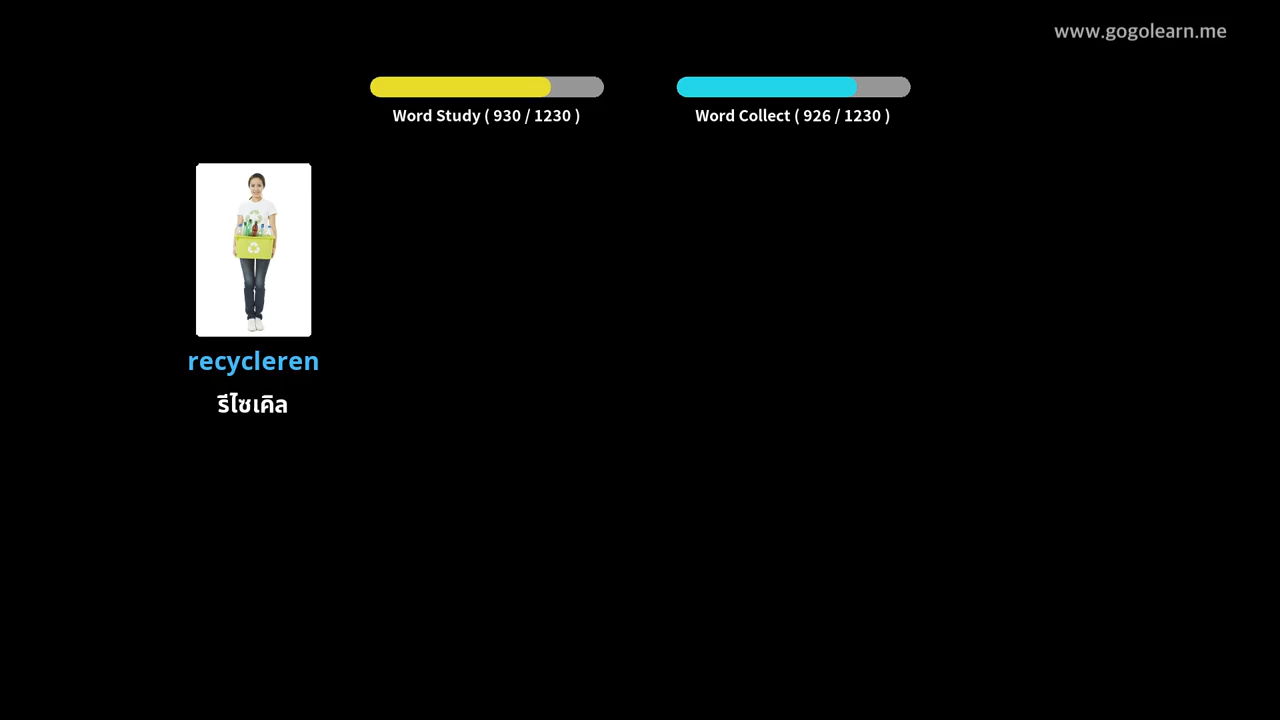 www.gogolearn.me
Word Study ( 930 / 1230 )
Word Collect ( 926 / 1230 )
recycleren
รีไซเคิล